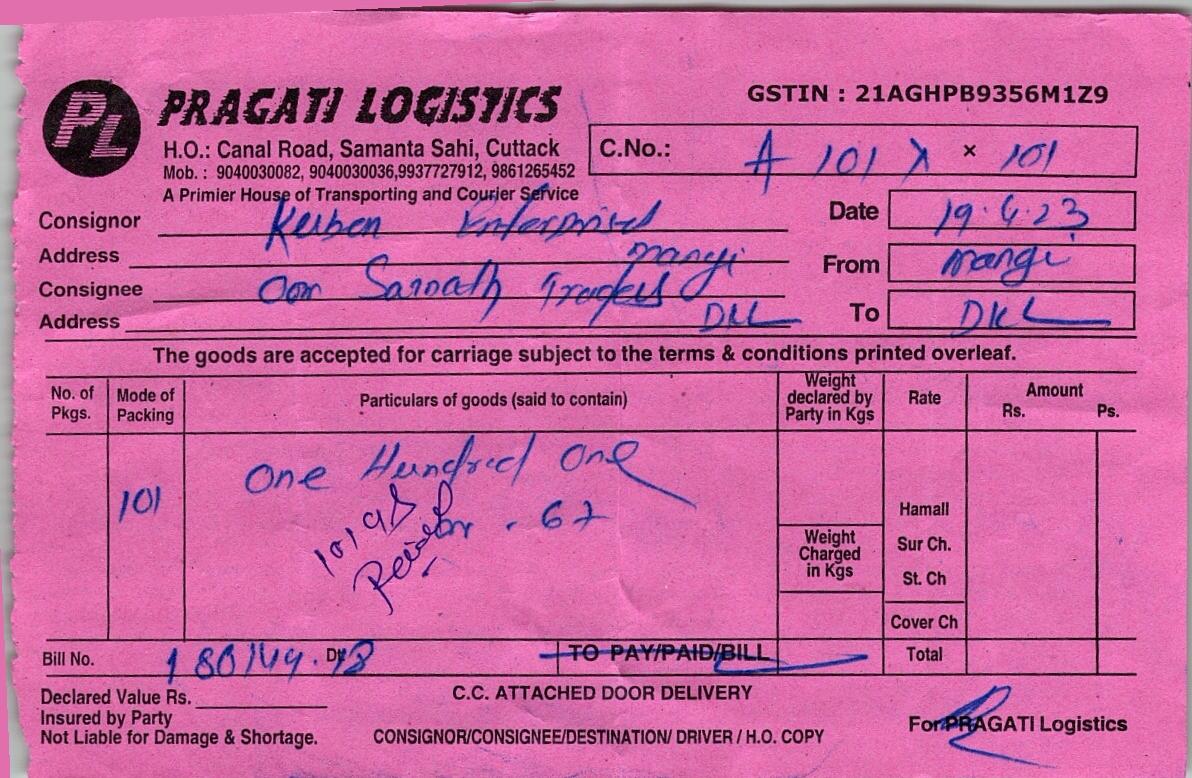 PL PRAGATI LOGISTICS
GSTIN : 21AGHPB9356M1Z9
H.O.: Canal Road, Samanta Sahi, Cuttack
Mob. : 9040030082, 9040030036,9937727912, 9861265452
A Primier House of Transporting and Courier Service
C.No.: A 101 × 101
Consignor
Date 19.4.23
Address
From mangi
Consignee Om Sarnath Traders
Address DKL
To DKL
The goods are accepted for carriage subject to the terms & conditions printed overleaf.
No. of Pkgs. Mode of Packing Particulars of goods (said to contain) Weight declared by Party in Kgs Rate Amount Rs. Ps.
101 One Hundred One
67
Weight Charged in Kgs
Hamall
Sur Ch.
St. Ch
Cover Ch
Bill No. Dt. TO PAY/PAID/BILL Total
Declared Value Rs.
C.C. ATTACHED DOOR DELIVERY
Insured by Party
Not Liable for Damage & Shortage.
CONSIGNOR/CONSIGNEE/DESTINATION/ DRIVER / H.O. COPY
For PRAGATI Logistics